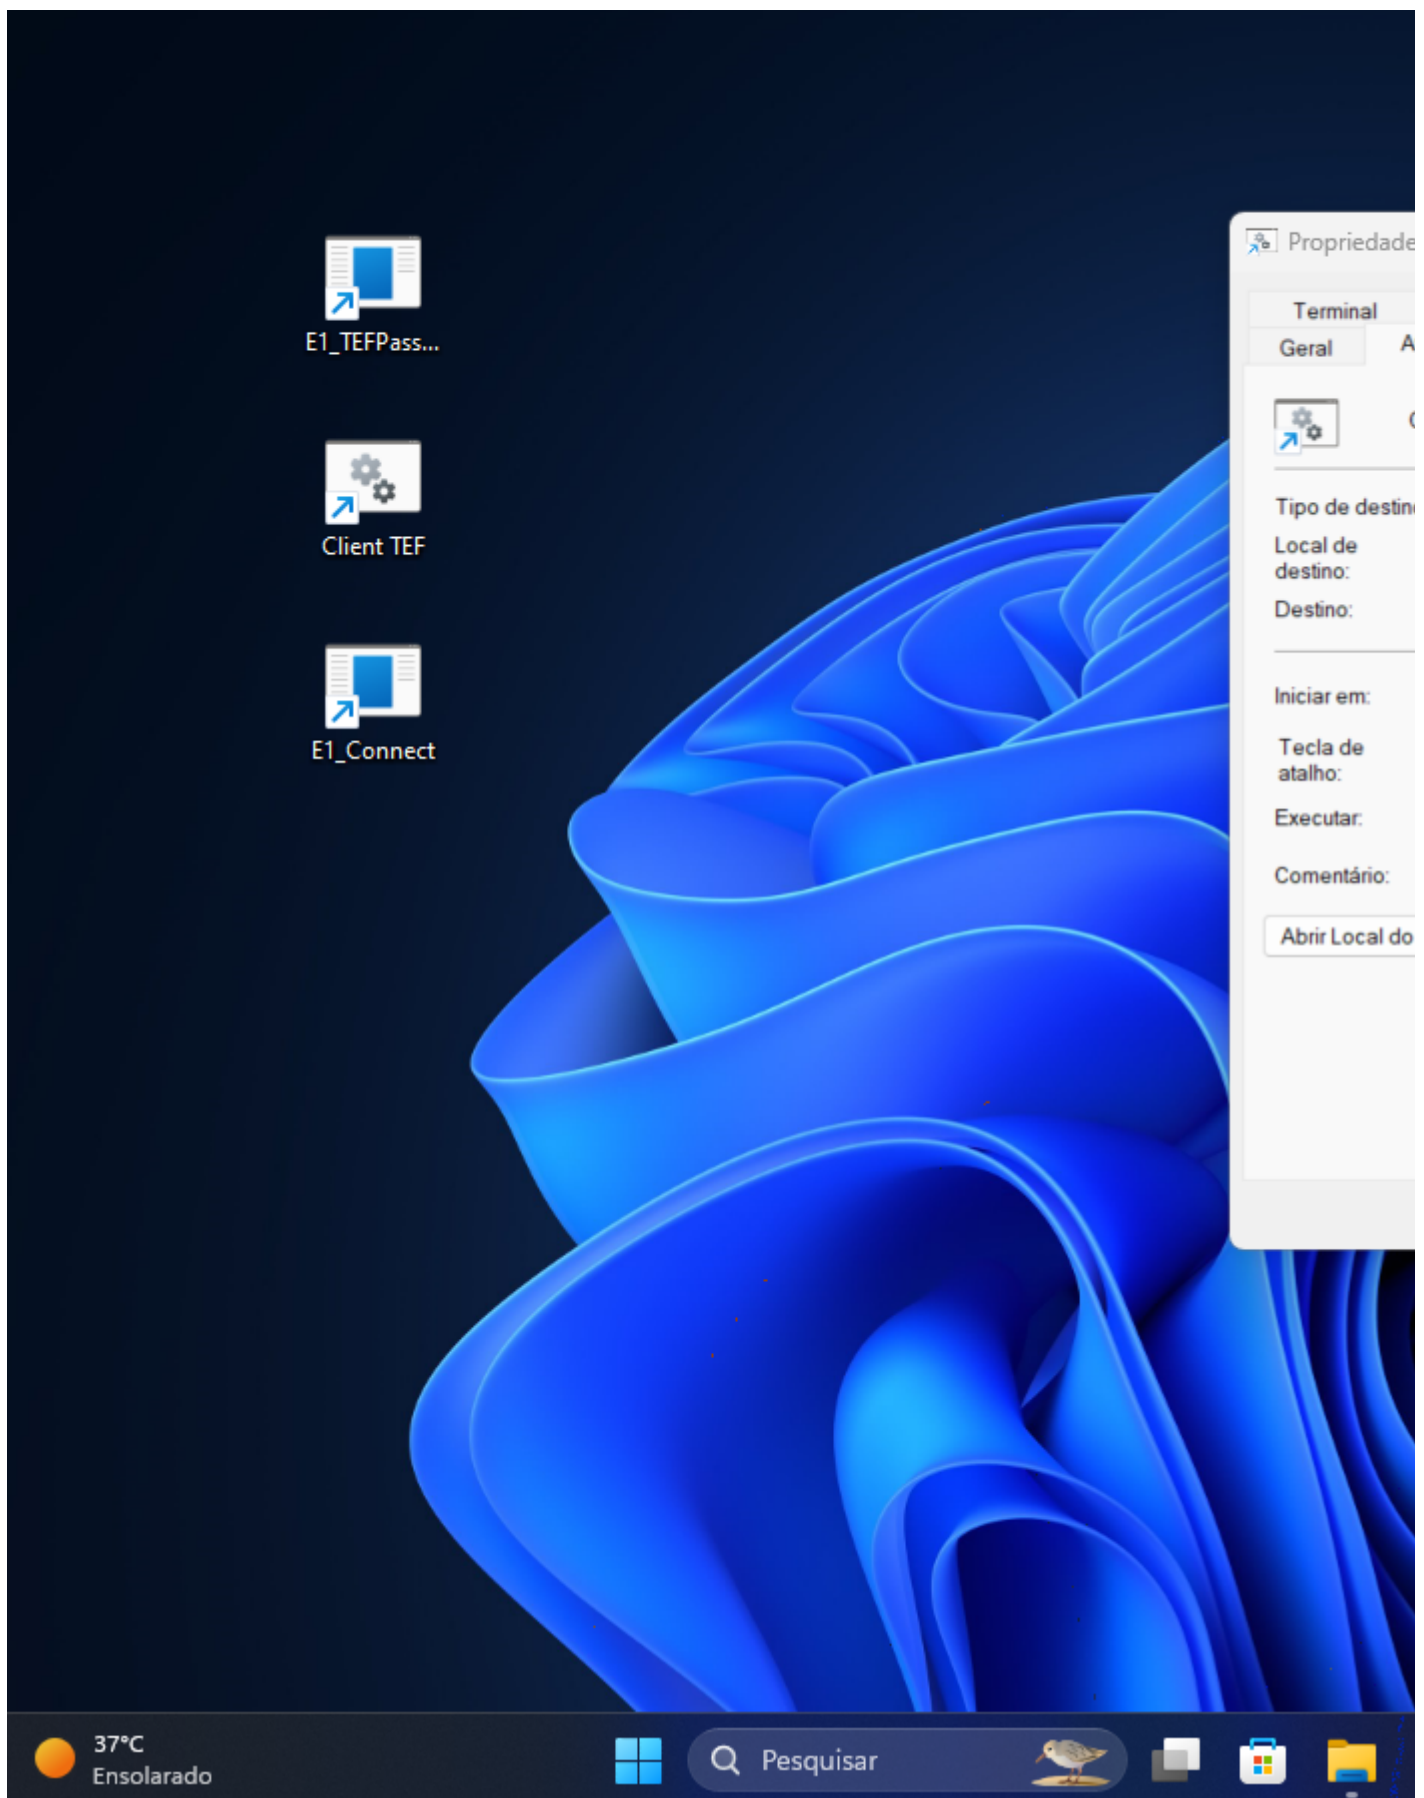 E1_TEFPass...
Client TEF
E1_Connect
Propriedade
Terminal
Geral
A
Tipo de destino
Local de
destino:
Destino:
Iniciar em:
Tecla de
atalho:
Executar:
Comentário:
Abrir Local do
37°C
Ensolarado
Pesquisar